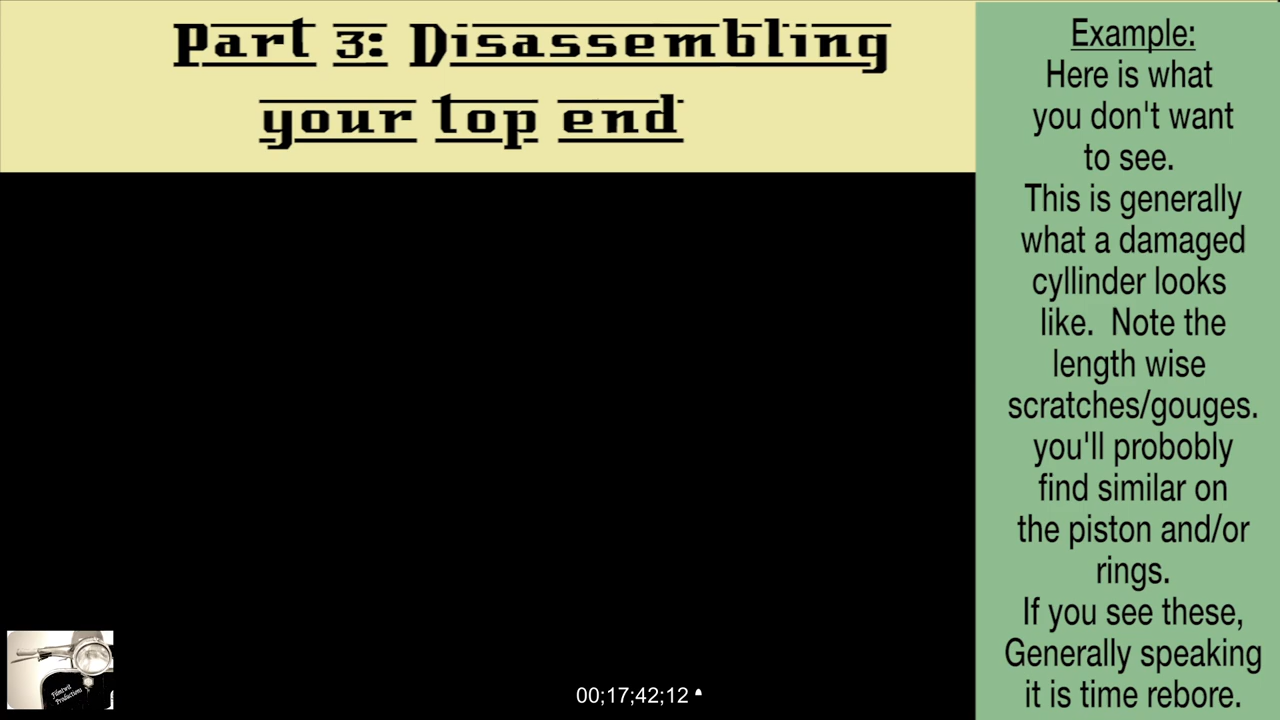 Part 3: Disassembling
your top end
Example:
Here is what
you don't want
to see.
This is generally
what a damaged
cyllinder looks
like.  Note the
length wise
scratches/gouges.
you'll probobly
find similar on
the piston and/or
rings.
If you see these,
Generally speaking
it is time rebore.
Filmtwit
Productions
00;17;42;12